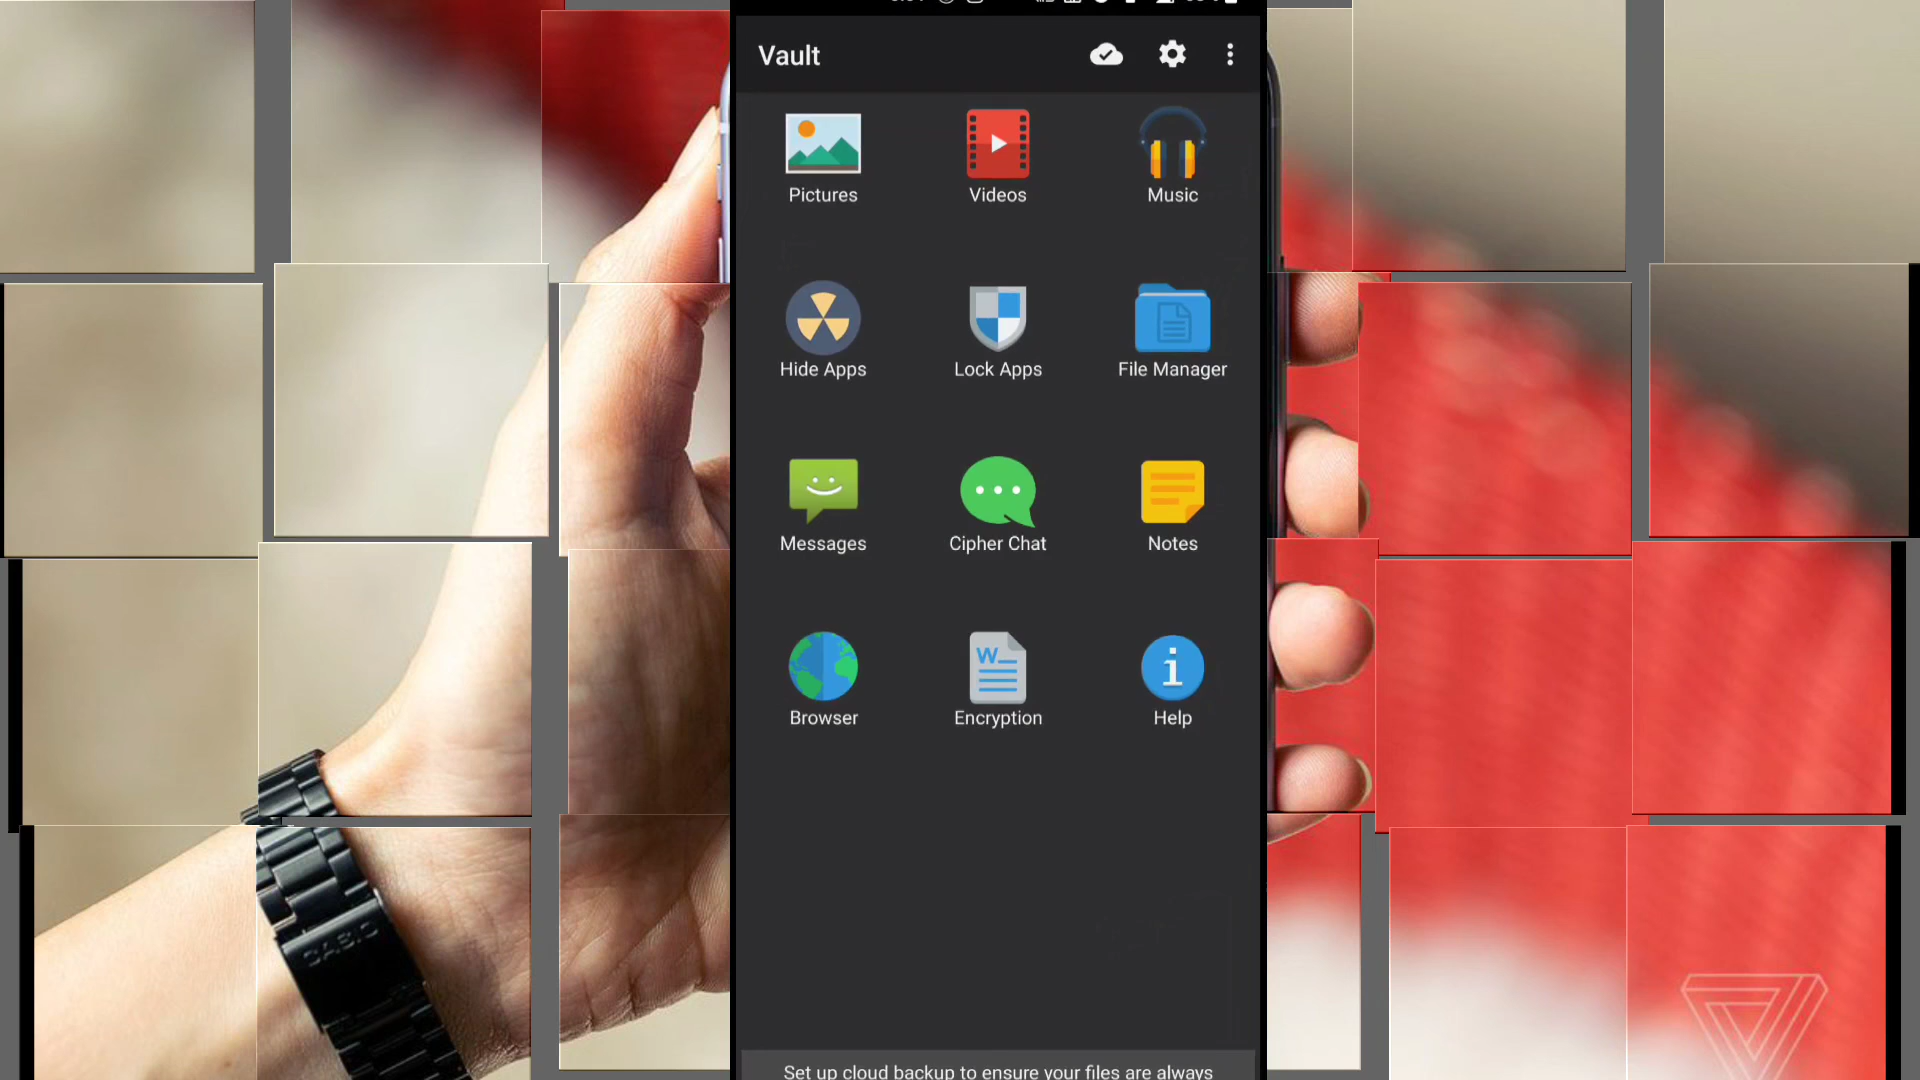 Vault
Pictures
Videos
Music
Hide Apps
Lock Apps
File Manager
Messages
Cipher Chat
Notes
W
Browser
Encryption
Help
CASIO
Set up cloud backup to ensure your files are always